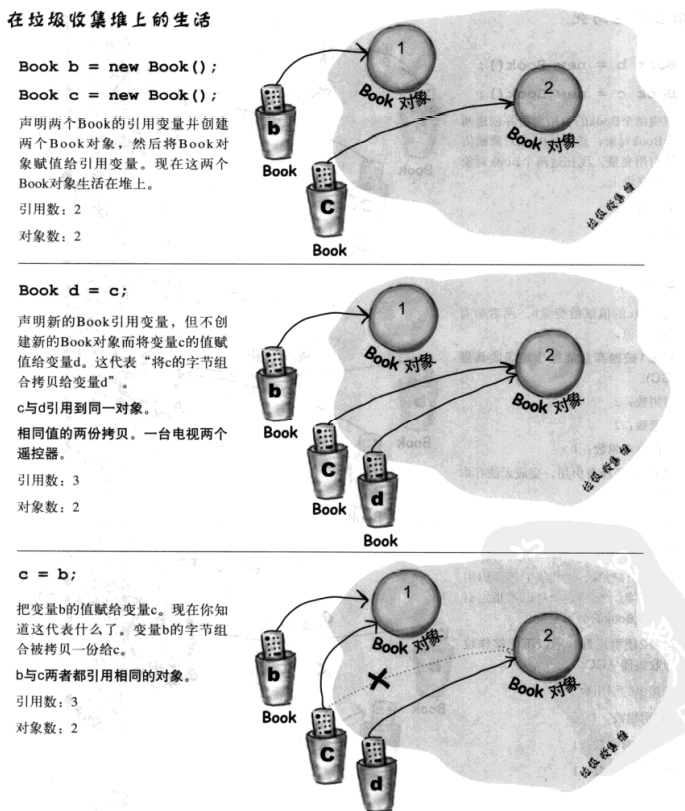 在垃圾收集堆上的生活
Book b = new Book();
Book c = new Book();
声明两个Book的引用变量并创建
两个Book对象，然后将Book对
象赋值给引用变量。现在这两个
Book对象生活在堆上。
引用数：2
对象数：2
1
Book 对象
2
Book 对象
b
Book
C
Book
垃圾收集堆
Book d = c;
声明新的Book引用变量，但不创
建新的Book对象而将变量c的值赋
值给变量d。这代表“将c的字节组
合拷贝给变量d”。
c与d引用到同一对象。
相同值的两份拷贝。一台电视两个
遥控器。
引用数：3
对象数：2
1
Book 对象
2
Book 对象
b
Book
C
Book
d
Book
垃圾收集堆
c = b;
把变量b的值赋给变量c。现在你知
道这代表什么了。变量b的字节组
合被拷贝一份给c。
b与c两者都引用相同的对象。
引用数：3
对象数：2
1
Book 对象
2
Book 对象
b
Book
C
d
垃圾收集堆